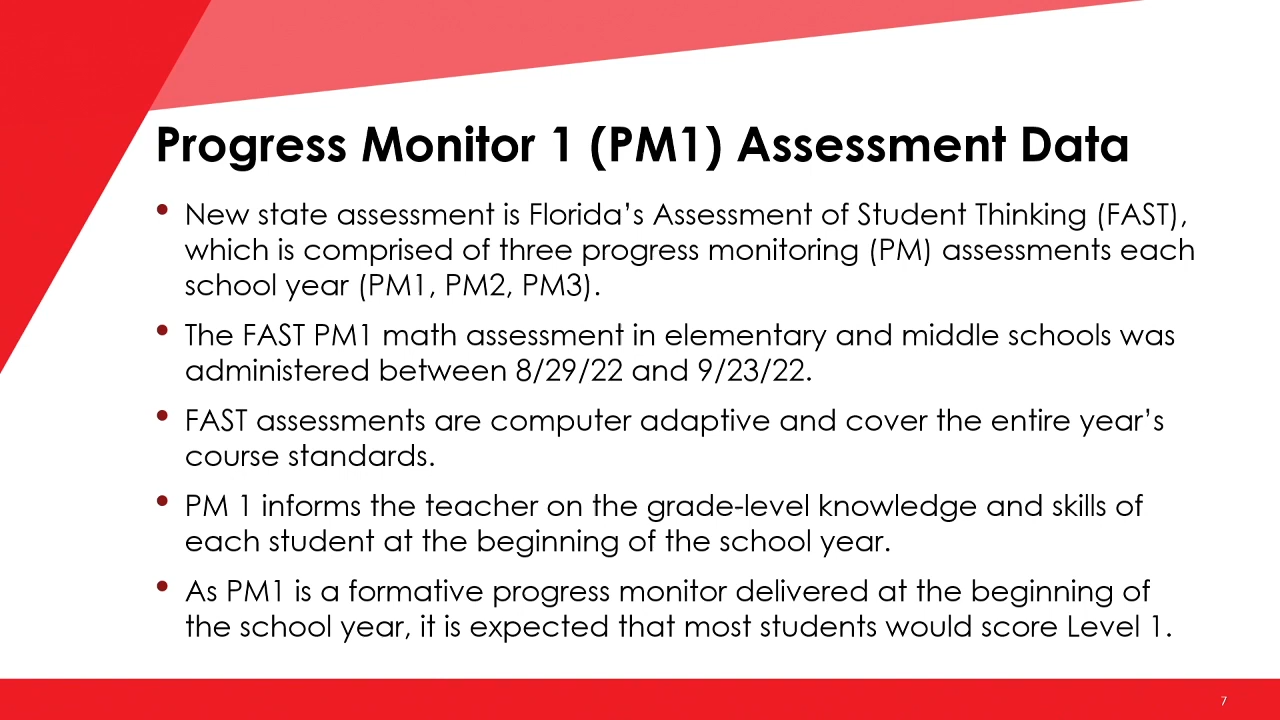 Progress Monitor 1 (PM1) Assessment Data
• New state assessment is Florida’s Assessment of Student Thinking (FAST),
which is comprised of three progress monitoring (PM) assessments each
school year (PM1, PM2, PM3).
• The FAST PM1 math assessment in elementary and middle schools was
administered between 8/29/22 and 9/23/22.
• FAST assessments are computer adaptive and cover the entire year’s
course standards.
• PM 1 informs the teacher on the grade-level knowledge and skills of
each student at the beginning of the school year.
• As PM1 is a formative progress monitor delivered at the beginning of
the school year, it is expected that most students would score Level 1.
7